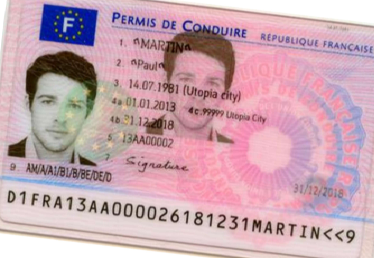 F PERMIS DE CONDUIRE RÉPUBLIQUE FRANÇAISE
1. MARTIN
2. Paul
3. 14.07.1981 (Utopia city)
4a 01.01.2013 4c.99999 Utopia City
4b 31.12.2018
5 13AA00002
7 Signature
9 AM/A/A1/B1/B/BE/DE/D
31/12/2018
D1FRA13AA000026181231MARTIN<<9